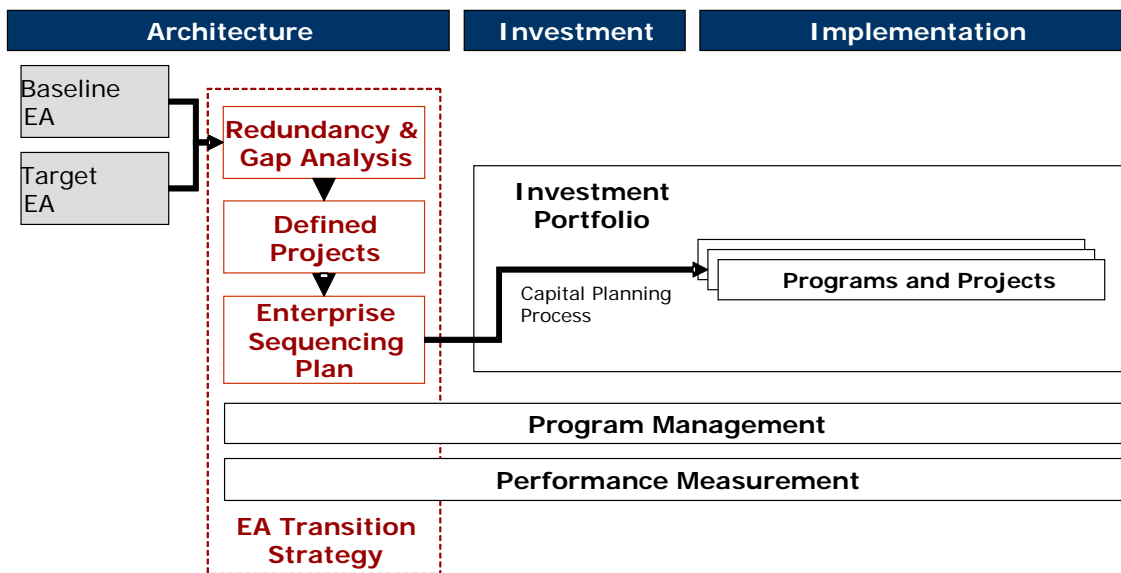 Architecture
Investment
Implementation
Baseline
EA
Target
EA
Redundancy &
Gap Analysis
Defined
Projects
Enterprise
Sequencing
Plan
Investment
Portfolio
Capital Planning
Process
Programs and Projects
Program Management
Performance Measurement
EA Transition
Strategy